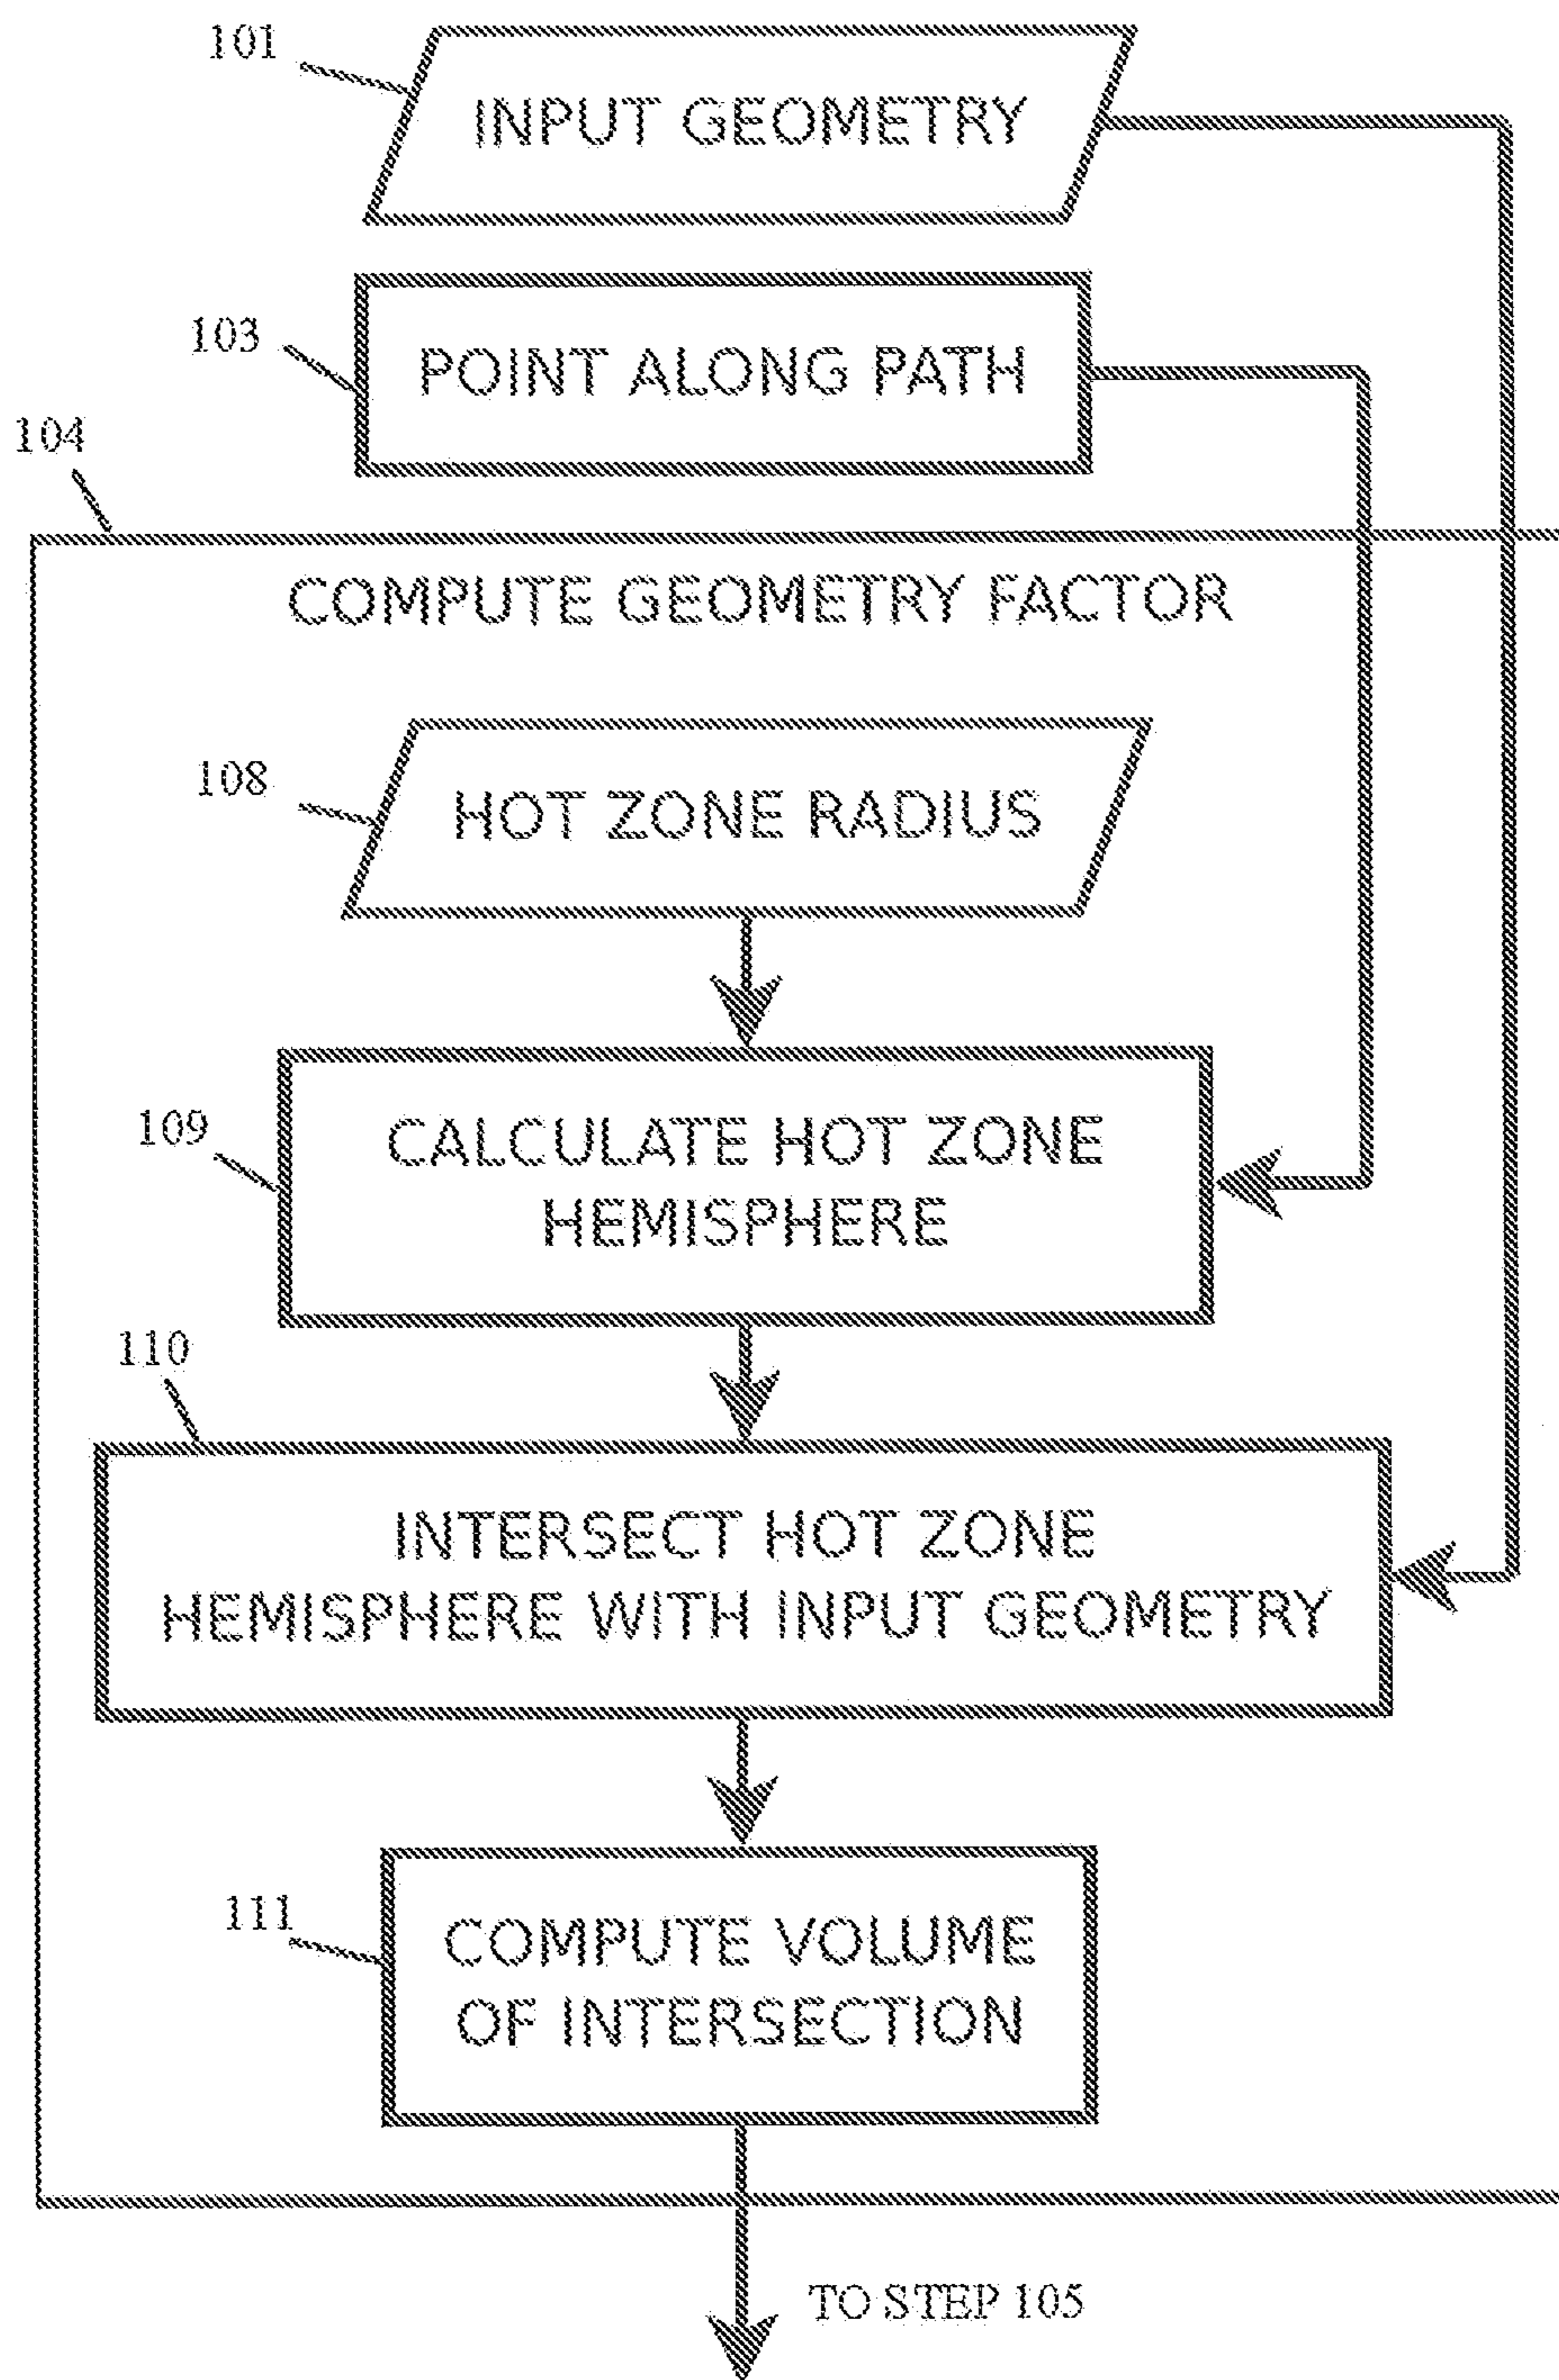 101
INPUT GEOMETRY
103
POINT ALONG PATH
104
COMPUTE GEOMETRY FACTOR
108
HOT ZONE RADIUS
109
CALCULATE HOT ZONE
HEMISPHERE
110
INTERSECT HOT ZONE
HEMISPHERE WITH INPUT GEOMETRY
111
COMPUTE VOLUME
OF INTERSECTION
TO STEP 105